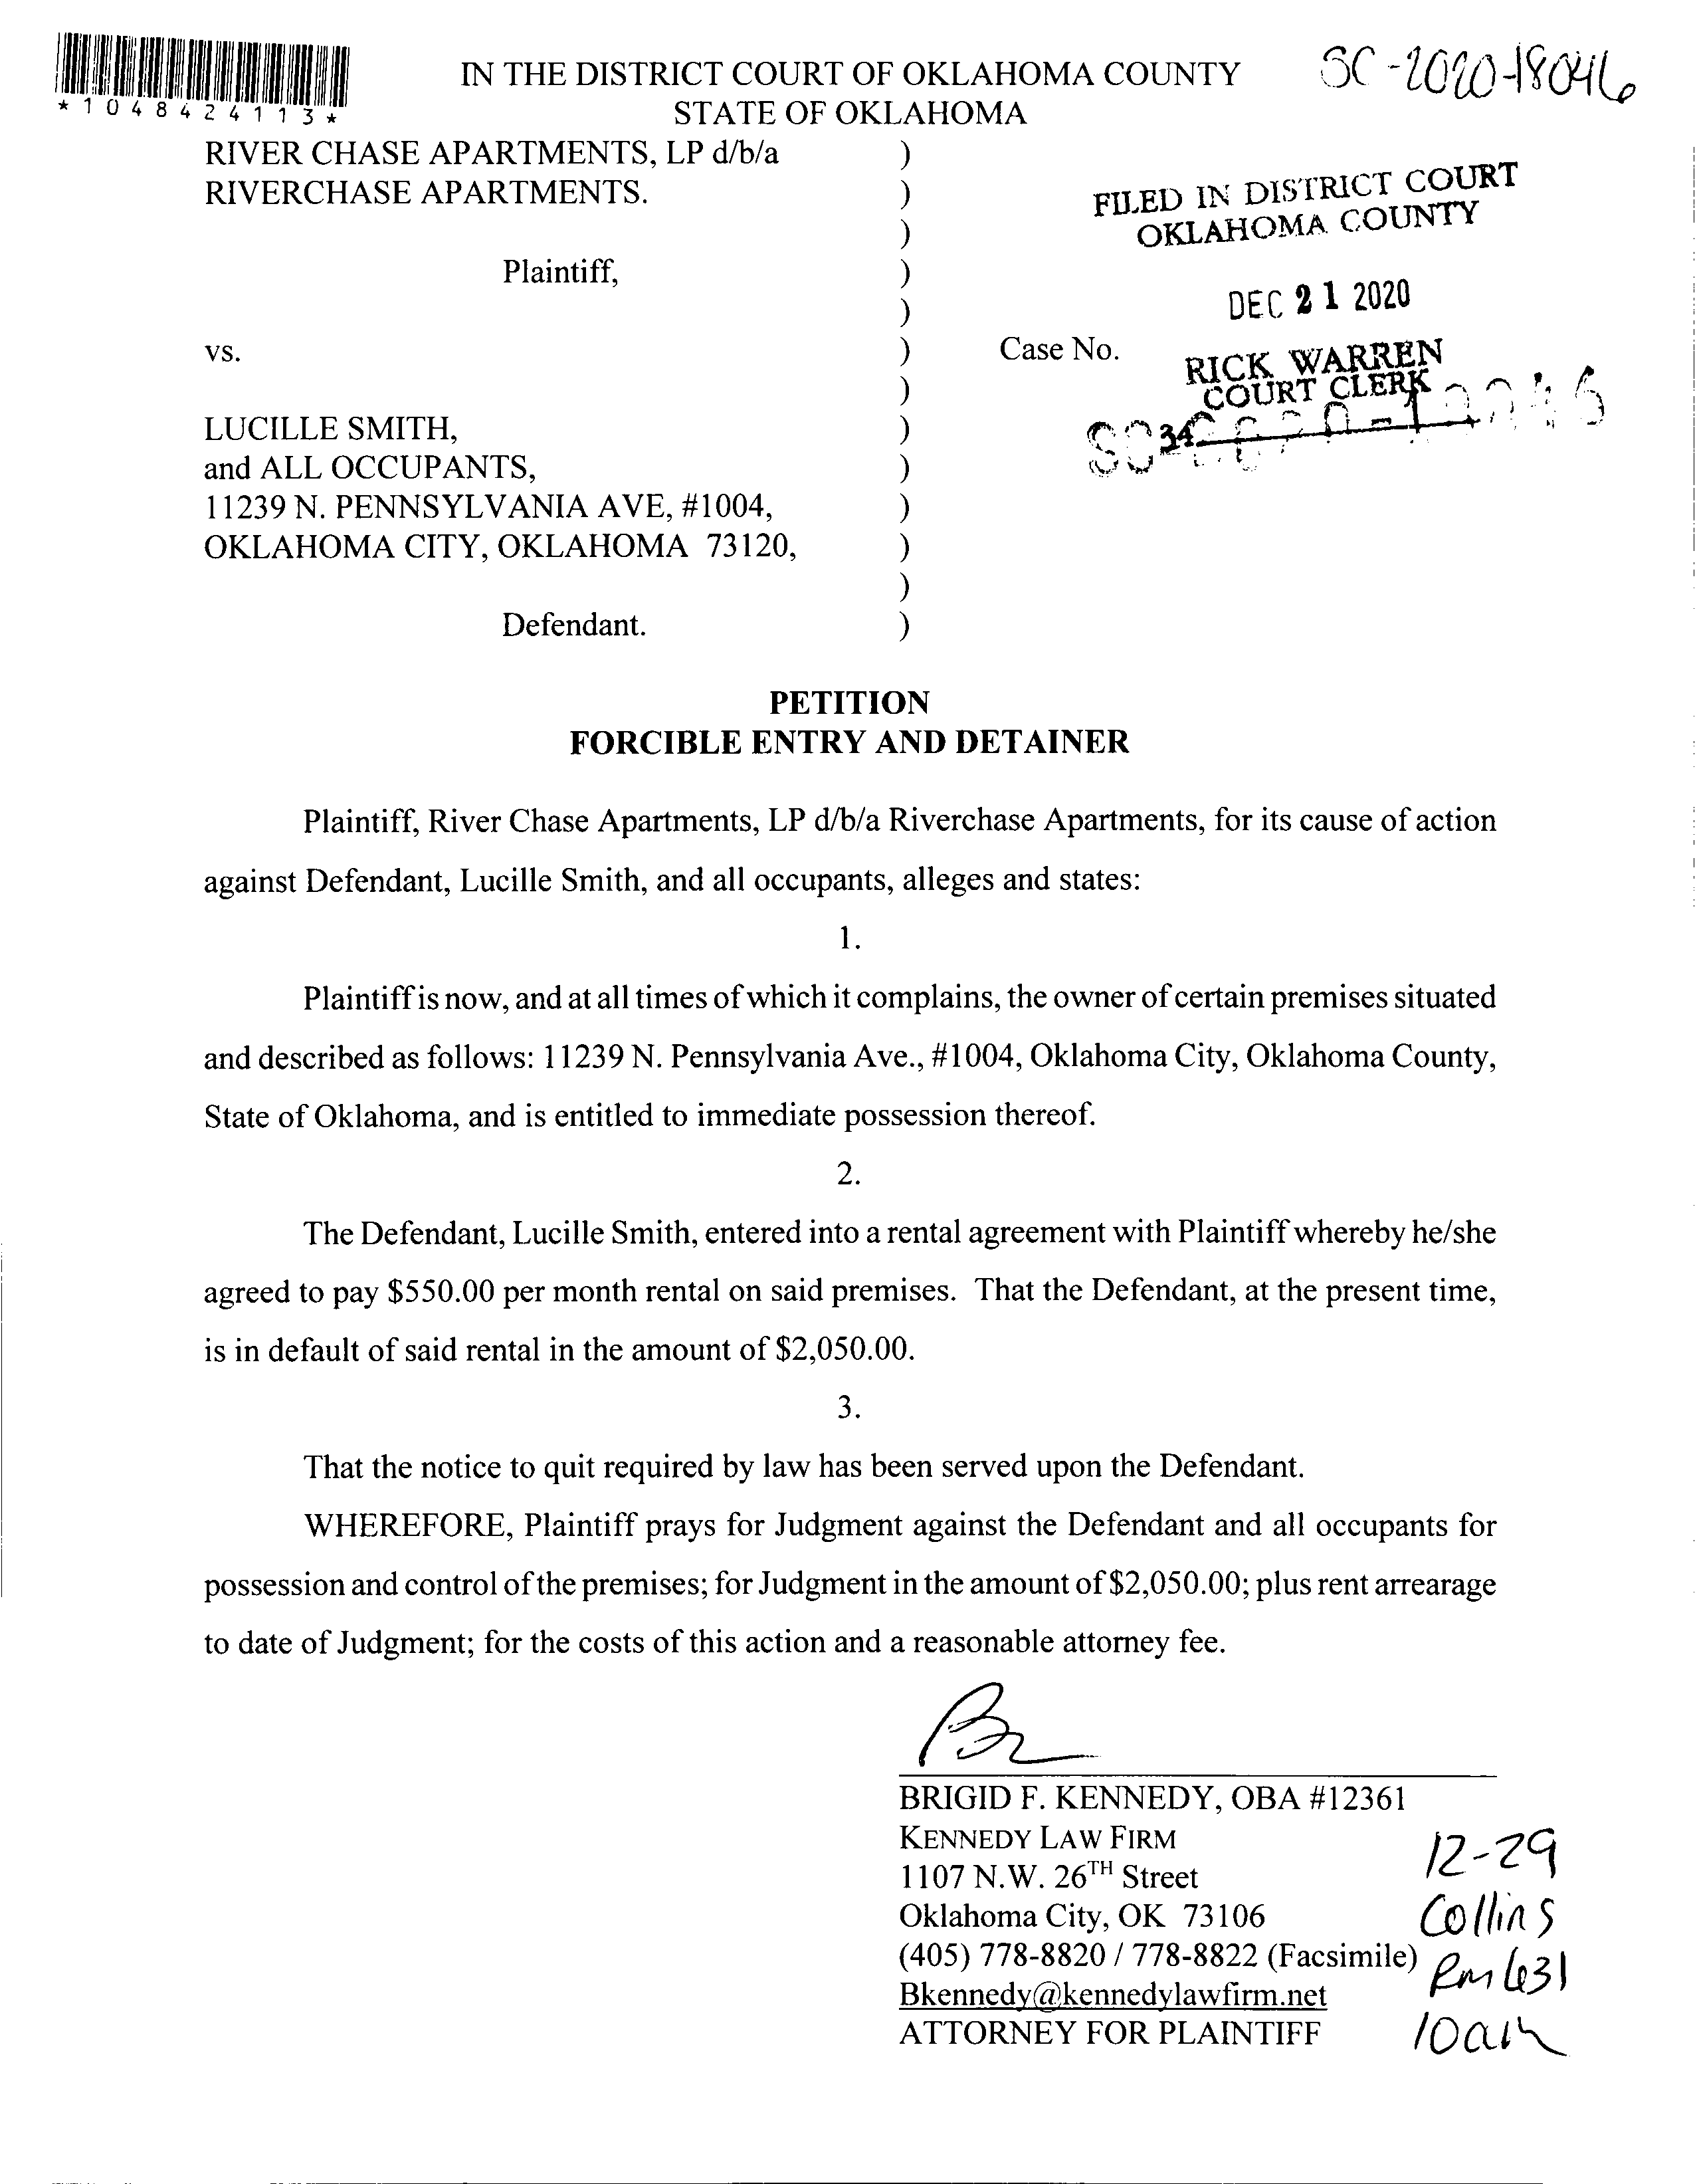 *1048424113*
IN THE DISTRICT COURT OF OKLAHOMA COUNTY
STATE OF OKLAHOMA
SC-2020-18046
RIVER CHASE APARTMENTS, LP d/b/a )
RIVERCHASE APARTMENTS. )
)
Plaintiff, )
)
vs. )
)
LUCILLE SMITH, )
and ALL OCCUPANTS, )
11239 N. PENNSYLVANIA AVE, #1004, )
OKLAHOMA CITY, OKLAHOMA 73120, )
)
Defendant. )
FILED IN DISTRICT COURT
OKLAHOMA COUNTY
DEC 21 2020
Case No.
RICK WARREN
COURT CLERK
34
PETITION
FORCIBLE ENTRY AND DETAINER
Plaintiff, River Chase Apartments, LP d/b/a Riverchase Apartments, for its cause of action
against Defendant, Lucille Smith, and all occupants, alleges and states:
1.
Plaintiff is now, and at all times of which it complains, the owner of certain premises situated
and described as follows: 11239 N. Pennsylvania Ave., #1004, Oklahoma City, Oklahoma County,
State of Oklahoma, and is entitled to immediate possession thereof.
2.
The Defendant, Lucille Smith, entered into a rental agreement with Plaintiff whereby he/she
agreed to pay $550.00 per month rental on said premises. That the Defendant, at the present time,
is in default of said rental in the amount of $2,050.00.
3.
That the notice to quit required by law has been served upon the Defendant.
WHEREFORE, Plaintiff prays for Judgment against the Defendant and all occupants for
possession and control of the premises; for Judgment in the amount of $2,050.00; plus rent arrearage
to date of Judgment; for the costs of this action and a reasonable attorney fee.
BRIGID F. KENNEDY, OBA #12361
KENNEDY LAW FIRM
1107 N.W. 26TH Street
Oklahoma City, OK 73106
(405) 778-8820 / 778-8822 (Facsimile)
Bkennedy@kennedylawfirm.net
ATTORNEY FOR PLAINTIFF
12-29
Collins
Rm 631
10am